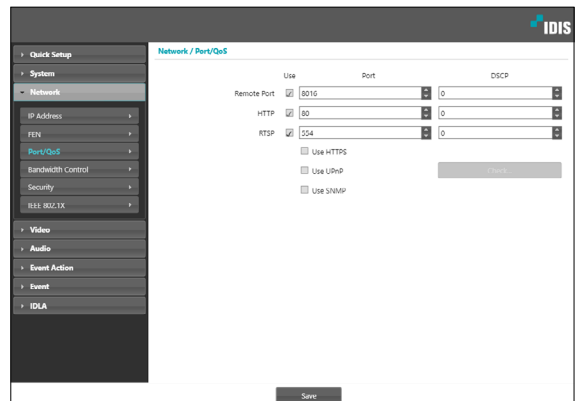 IDIS
Quick Setup
System
Network
IP Address
FEN
Port/QoS
Bandwidth Control
Security
IEEE 802.1X
Video
Audio
Event Action
Event
IDLA
Network / Port/QoS
Use Port DSCP
Remote Port 8016 0
HTTP 80 0
RTSP 554 0
Use HTTPS
Use UPnP Check...
Use SNMP
Save